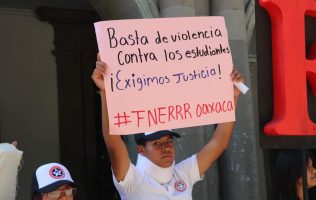 Basta de violencia
Contra los estudiantes
¡Exigimos Justicia!
#FNERRR oaxaca